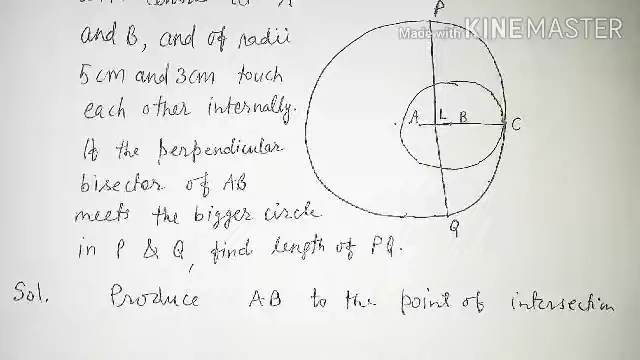 A
and B, and of radii
5 cm and 3 cm touch
each other internally.
If the perpendicular
bisector of AB
meets the bigger circle
in P & Q, find length of PQ.
Sol. Produce AB to the point of intersection
P
Made with KINEMASTER
A L B C
Q